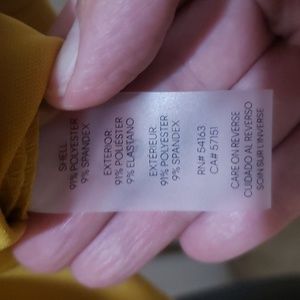 SHELL
91% POLYESTER
9% SPANDEX
EXTERIOR
91% POLIÉSTER
9% ELASTANO
EXTÉRIEUR
91% POLYESTER
9% SPANDEX
RN# 54163
CA# 57151
CARE ON REVERSE
CUIDADO AL REVERSO
SOIN SUR L'INVERSE